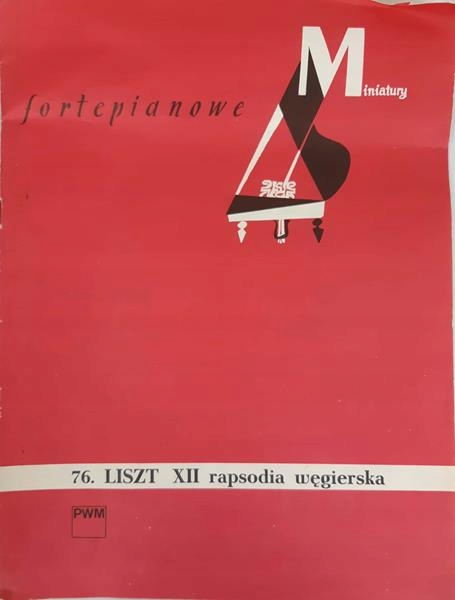 Miniatury
fortepianowe
76. LISZT XII rapsodia węgierska
PWM